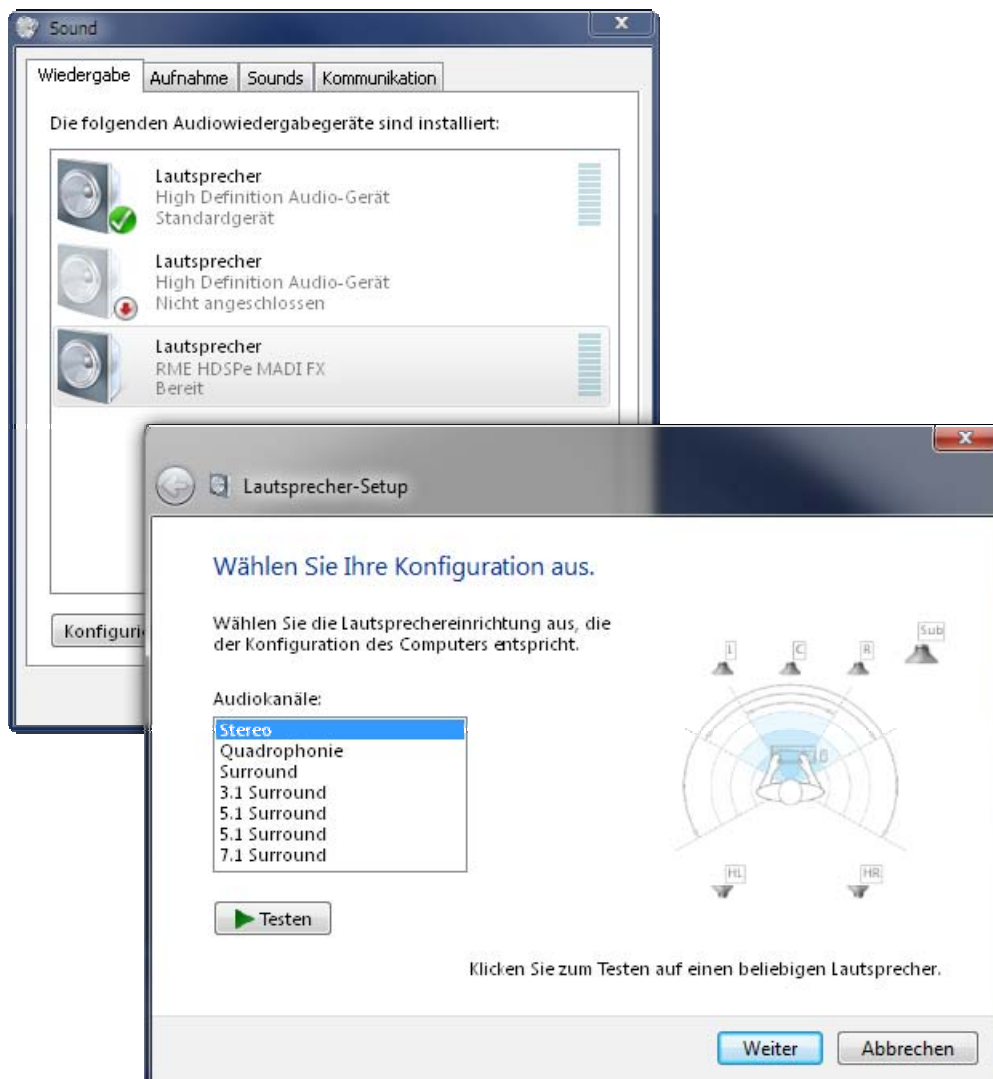 Sound
Wiedergabe Aufnahme Sounds Kommunikation
Die folgenden Audiowiedergabegeräte sind installiert:
Lautsprecher
High Definition Audio-Gerät
Standardgerät
Lautsprecher
High Definition Audio-Gerät
Nicht angeschlossen
Lautsprecher
RME HDSPe MADI FX
Bereit
Konfiguri
Lautsprecher-Setup
Wählen Sie Ihre Konfiguration aus.
Wählen Sie die Lautsprechereinrichtung aus, die
der Konfiguration des Computers entspricht.
Audiokanäle:
Stereo
Quadrophonie
Surround
3.1 Surround
5.1 Surround
5.1 Surround
7.1 Surround
L C R Sub
HL HR
Testen
Klicken Sie zum Testen auf einen beliebigen Lautsprecher.
Weiter Abbrechen